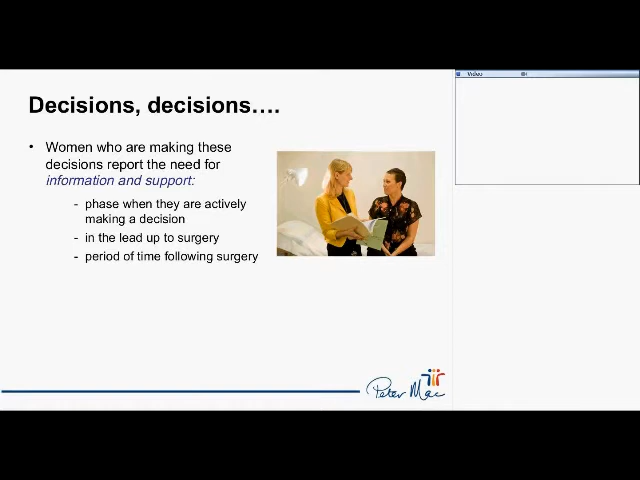 Video
Decisions, decisions….
• Women who are making these
decisions report the need for
information and support:
- phase when they are actively
making a decision
- in the lead up to surgery
- period of time following surgery
Peter Mac